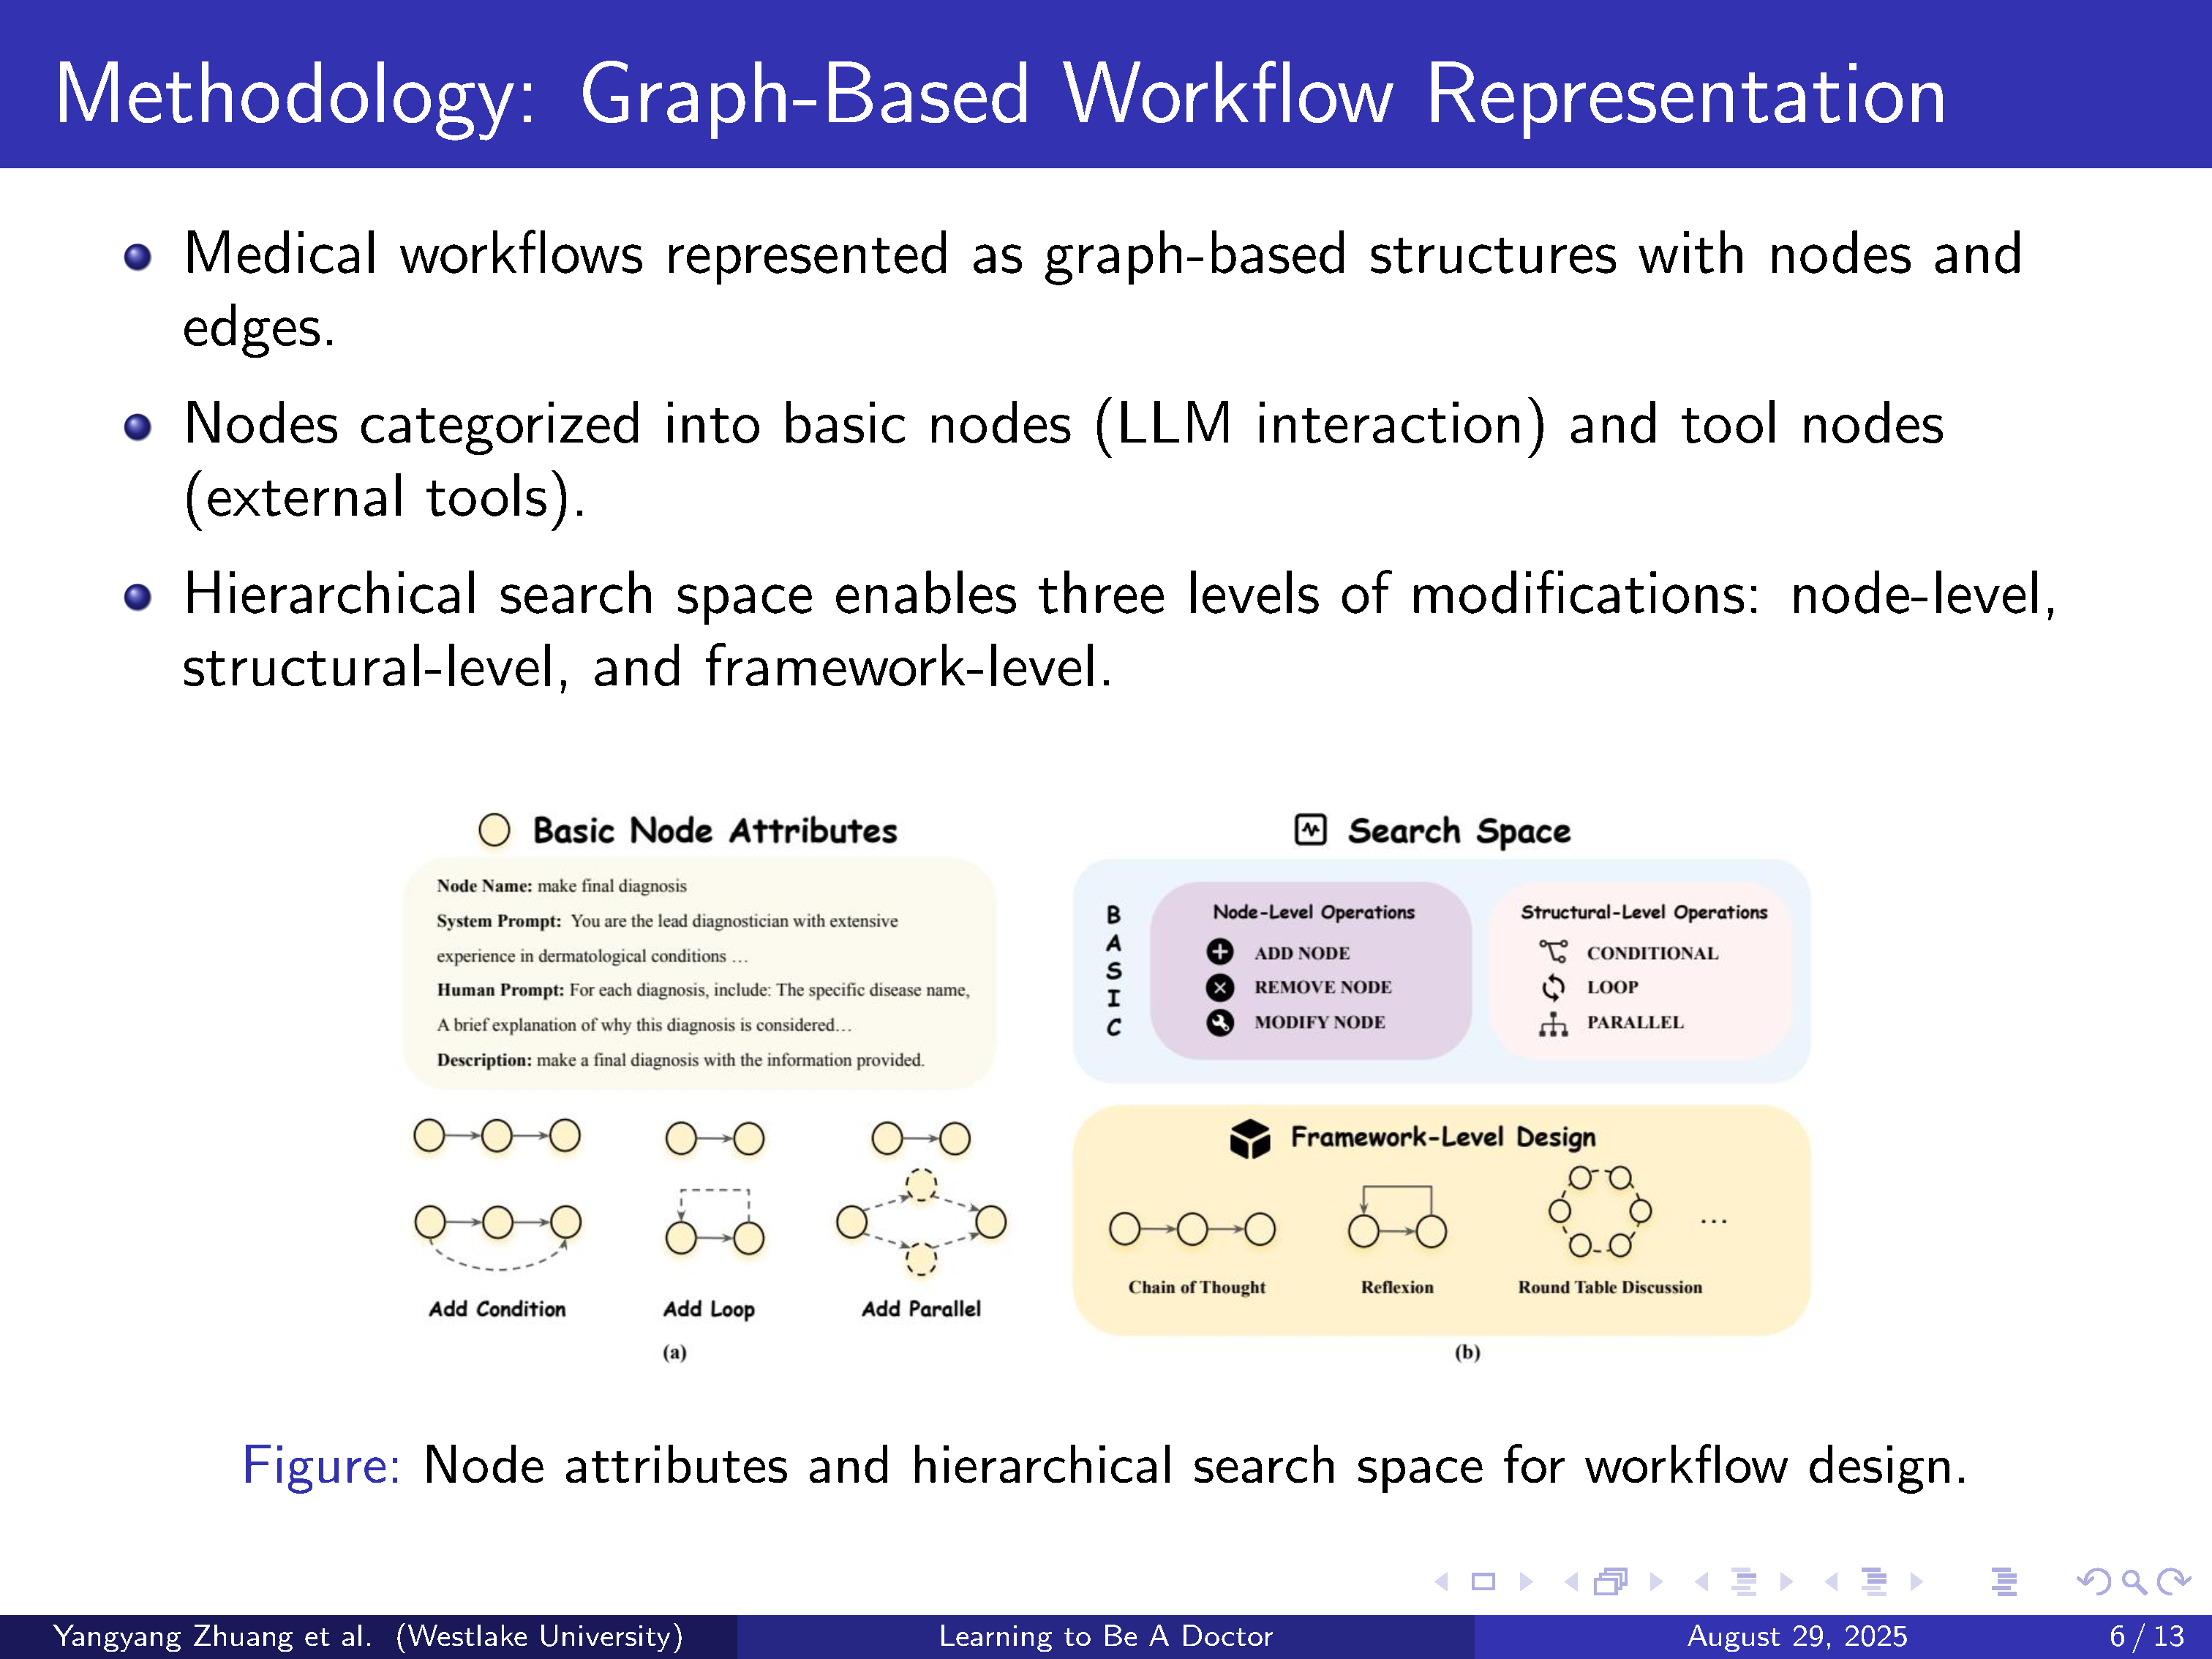 Methodology: Graph-Based Workflow Representation
Medical workflows represented as graph-based structures with nodes and
edges.
Nodes categorized into basic nodes (LLM interaction) and tool nodes
(external tools).
Hierarchical search space enables three levels of modifications: node-level,
structural-level, and framework-level.
Basic Node Attributes
Node Name: make final diagnosis
System Prompt: You are the lead diagnostician with extensive
experience in dermatological conditions …
Human Prompt: For each diagnosis, include: The specific disease name,
A brief explanation of why this diagnosis is considered…
Description: make a final diagnosis with the information provided.
Add Condition
Add Loop
Add Parallel
(a)
Search Space
BASIC
Node-Level Operations
ADD NODE
REMOVE NODE
MODIFY NODE
Structural-Level Operations
CONDITIONAL
LOOP
PARALLEL
Framework-Level Design
...
Chain of Thought
Reflexion
Round Table Discussion
(b)
Figure: Node attributes and hierarchical search space for workflow design.
Yangyang Zhuang et al. (Westlake University)
Learning to Be A Doctor
August 29, 2025
6 / 13